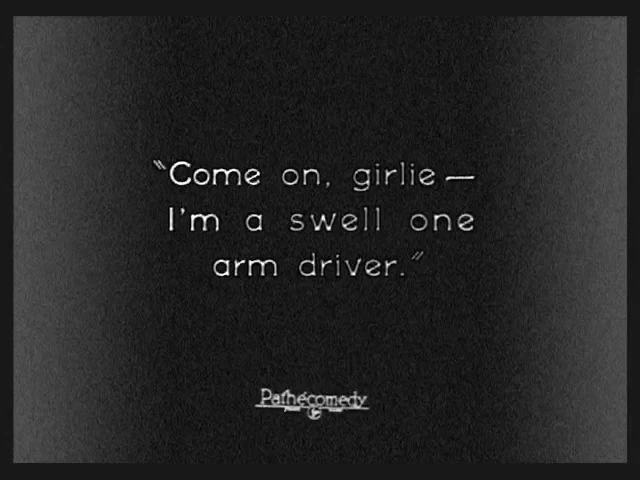 "Come on, girlie —
I'm a swell one
arm driver."
Pathécomedy